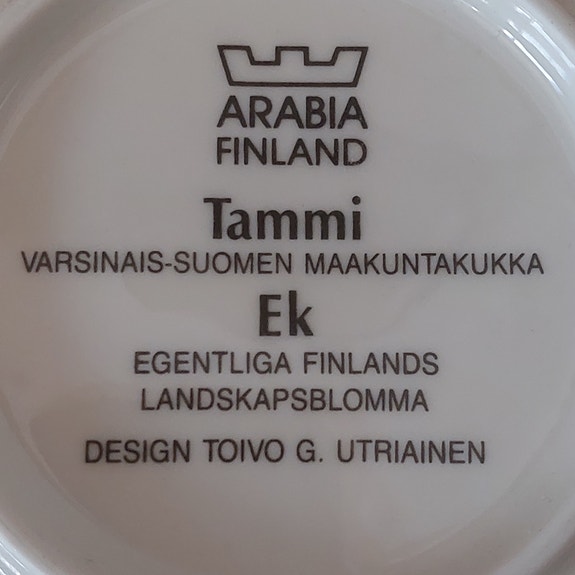 ARABIA
FINLAND
Tammi
VARSINAIS-SUOMEN MAAKUNTAKUKKA
Ek
EGENTLIGA FINLANDS
LANDSKAPSBLOMMA
DESIGN TOIVO G. UTRIAINEN